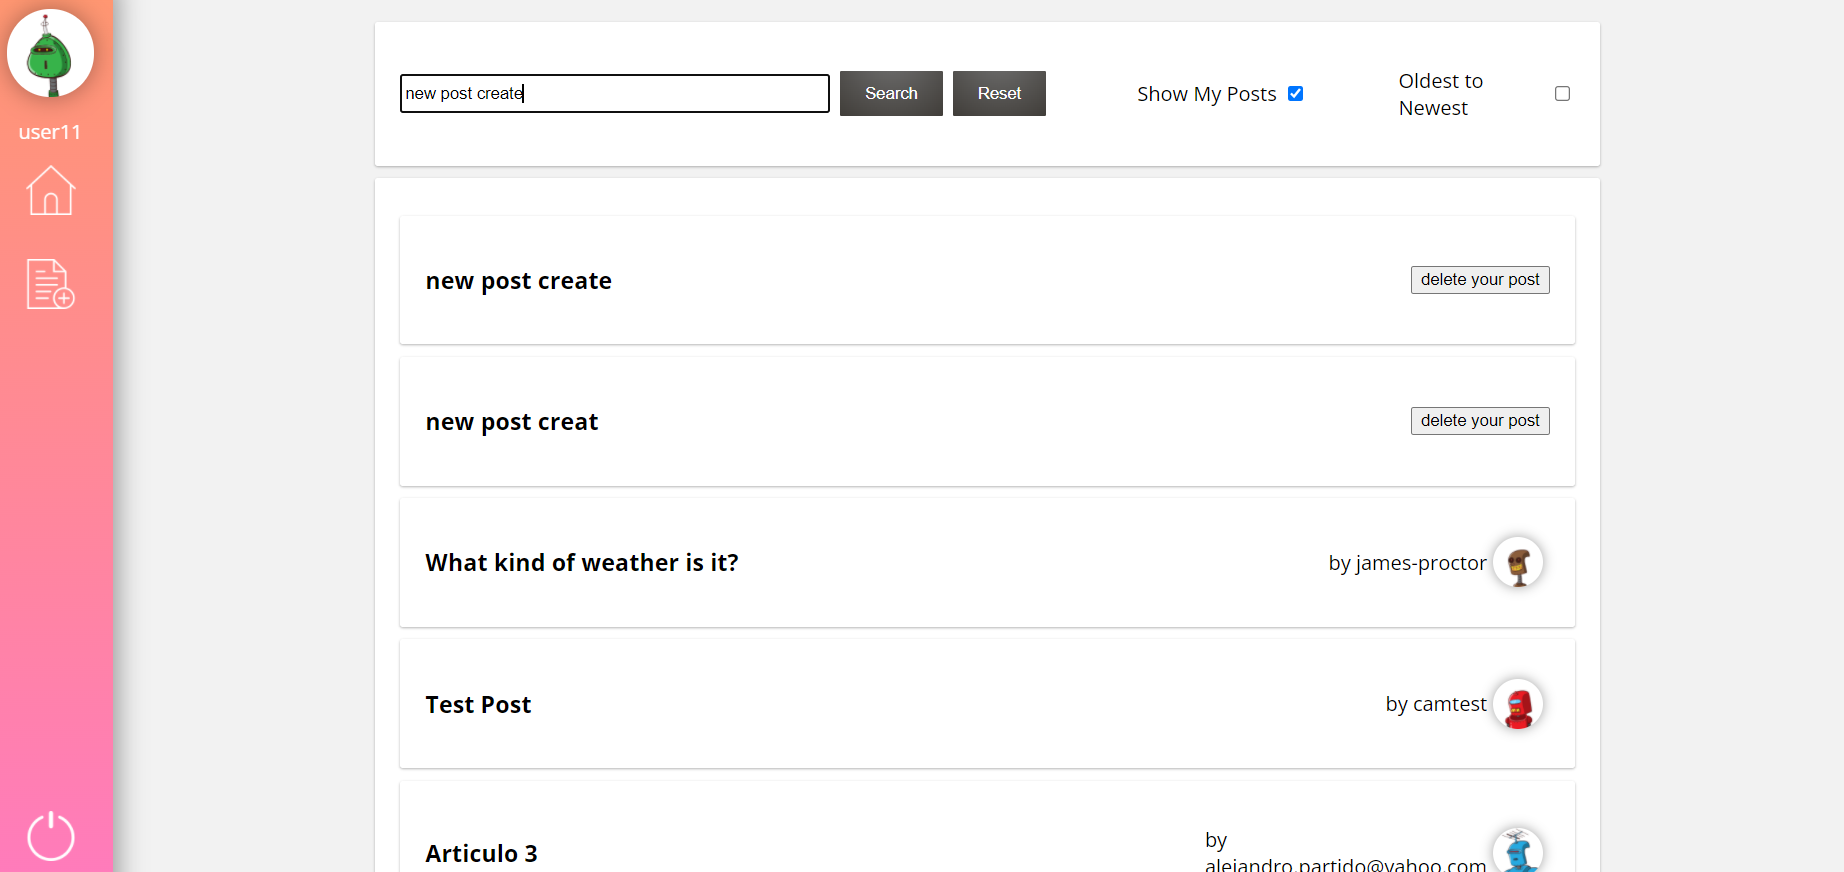 user11
new post create
Search
Reset
Show My Posts
Oldest to
Newest
new post create
delete your post
new post creat
delete your post
What kind of weather is it?
by james-proctor
Test Post
by camtest
Articulo 3
by
alejandro.partido@yahoo.com